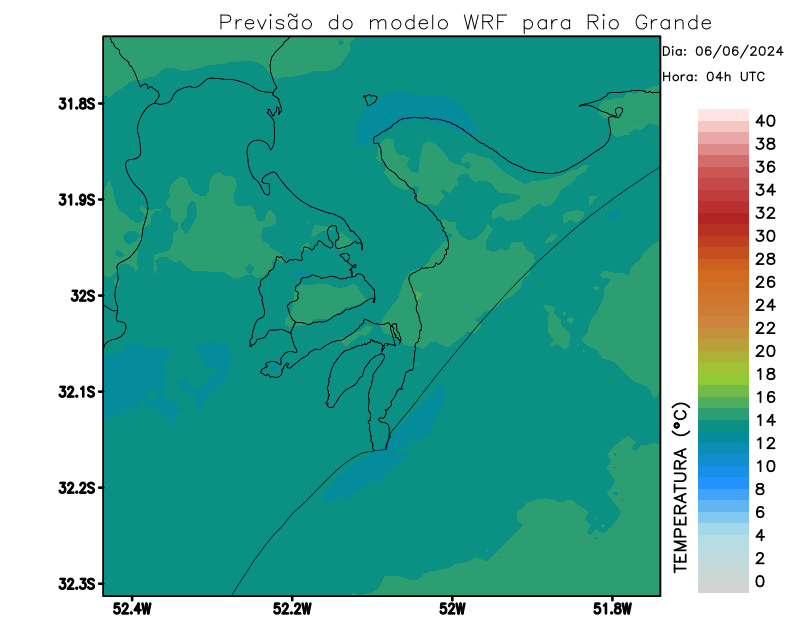 Previsão do modelo WRF para Rio Grande
Dia: 06/06/2024
Hora: 04h UTC
31.8S
31.9S
32S
32.1S
32.2S
32.3S
52.4W
52.2W
52W
51.8W
TEMPERATURA (°C)
40
38
36
34
32
30
28
26
24
22
20
18
16
14
12
10
8
6
4
2
0